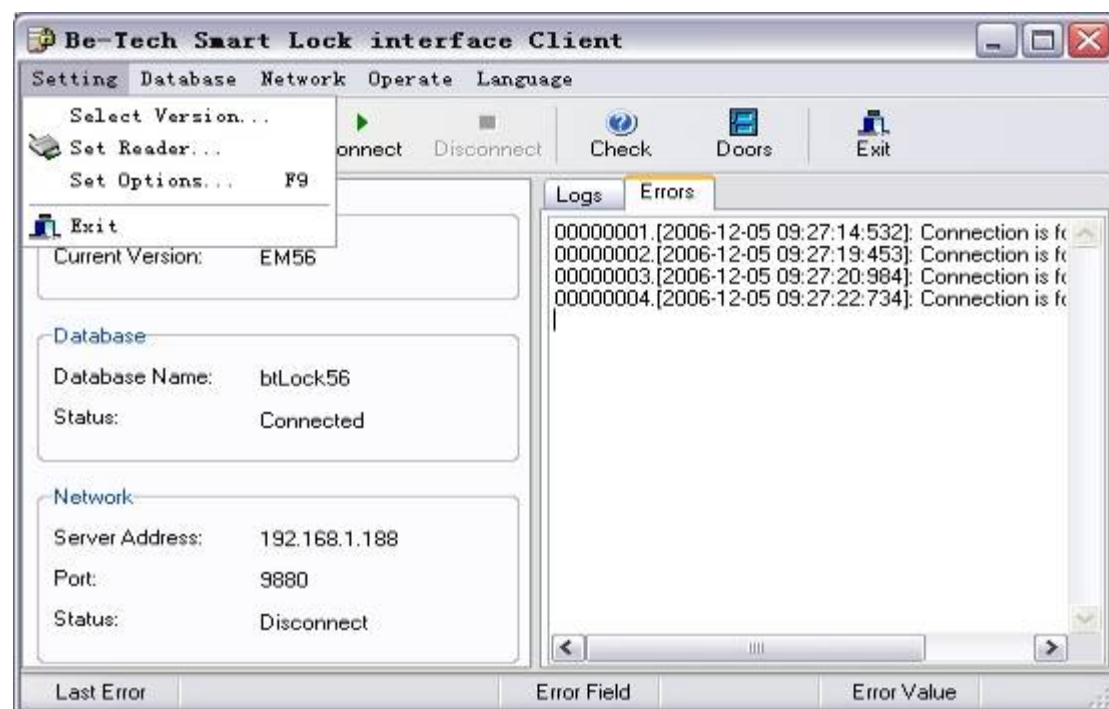 Be-Tech Smart Lock interface Client
Setting Database Network Operate Language
Select Version...
Set Reader...
Set Options... F9
Exit
onnect Disconnect Check Doors Exit
Current Version: EM56
Database
Database Name: btLock56
Status: Connected
Network
Server Address: 192.168.1.188
Port: 9880
Status: Disconnect
Logs Errors
00000001.[2006-12-05 09:27:14:532]: Connection is fo
00000002.[2006-12-05 09:27:19:453]: Connection is fo
00000003.[2006-12-05 09:27:20:984]: Connection is fo
00000004.[2006-12-05 09:27:22:734]: Connection is fo
Last Error Error Field Error Value